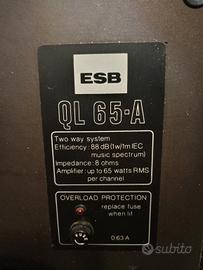 ESB
QL 65-A
Two way system
Efficiency: 88 dB (1w/1m IEC
music spectrum)
Impedance: 8 ohms
Amplifier: up to 65 watts RMS
per channel
OVERLOAD PROTECTION
replace fuse
when lit
0.63 A
subito